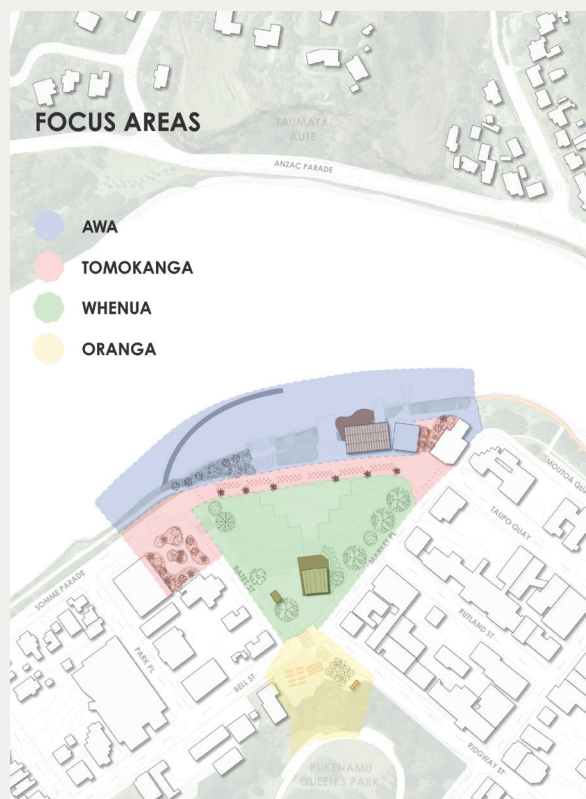 FOCUS AREAS
TAUMATA-
AUTE
ANZAC PARADE
AWA
TOMOKANGA
WHENUA
ORANGA
MOUTOA QUAY
TAUPO QUAY
SOMME PARADE
BATES ST
MARKET PL
RUTLAND ST
PARK PL
BELL ST
RIDGWAY ST
PUKENAMU
QUEEN'S PARK